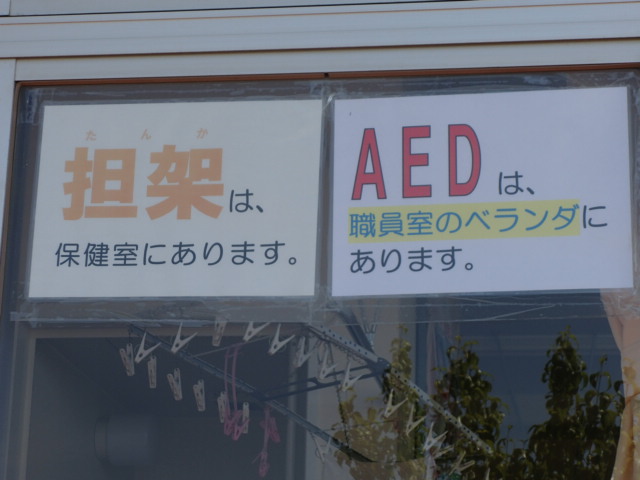 たんか
担架は、
保健室にあります。
AEDは、
職員室のベランダに
あります。